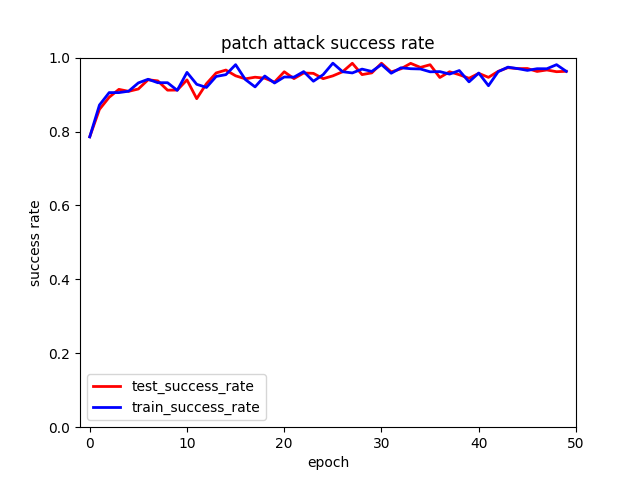 patch attack success rate
1.0
0.8
0.6
0.4
0.2
0.0
success rate
test_success_rate
train_success_rate
0 10 20 30 40 50
epoch